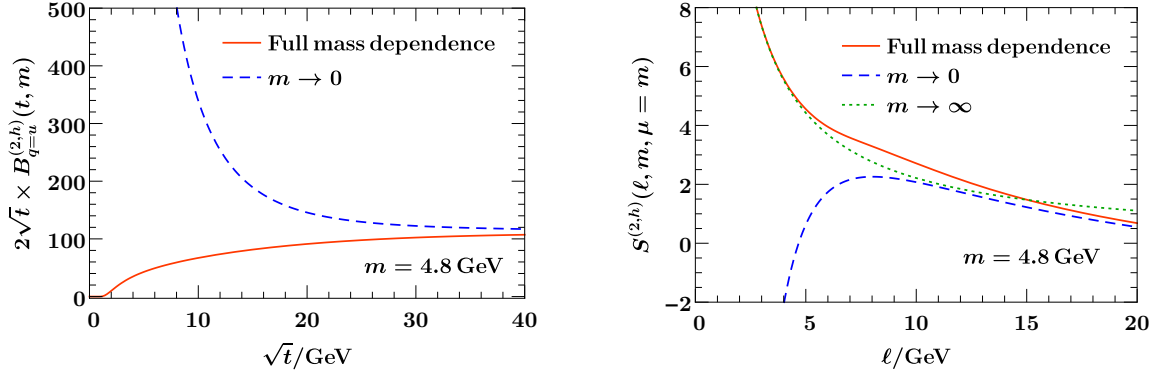 500
400
300
200
100
0
0
10
20
30
40
2√t × B_{q=u}^{(2,h)}(t, m)
√t/GeV
Full mass dependence
m → 0
m = 4.8 GeV
8
6
4
2
0
−2
0
5
10
15
20
S^{(2,h)}(ℓ, m, μ = m)
ℓ/GeV
Full mass dependence
m → 0
m → ∞
m = 4.8 GeV